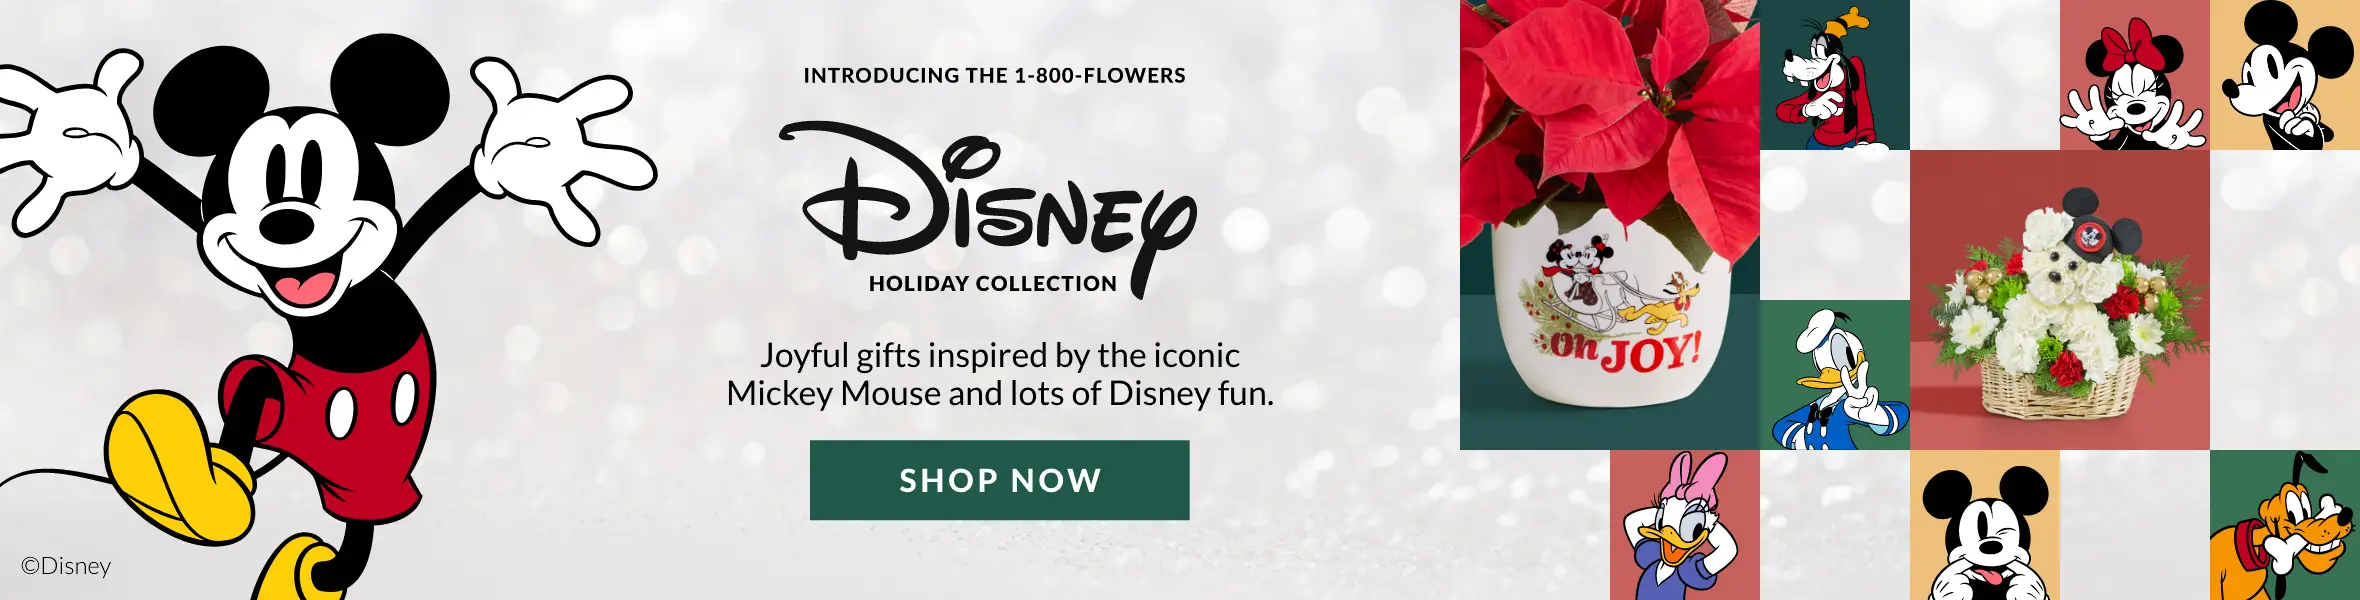 INTRODUCING THE 1-800-FLOWERS
Disney
HOLIDAY COLLECTION
Joyful gifts inspired by the iconic
Mickey Mouse and lots of Disney fun.
SHOP NOW
©Disney
Oh JOY!